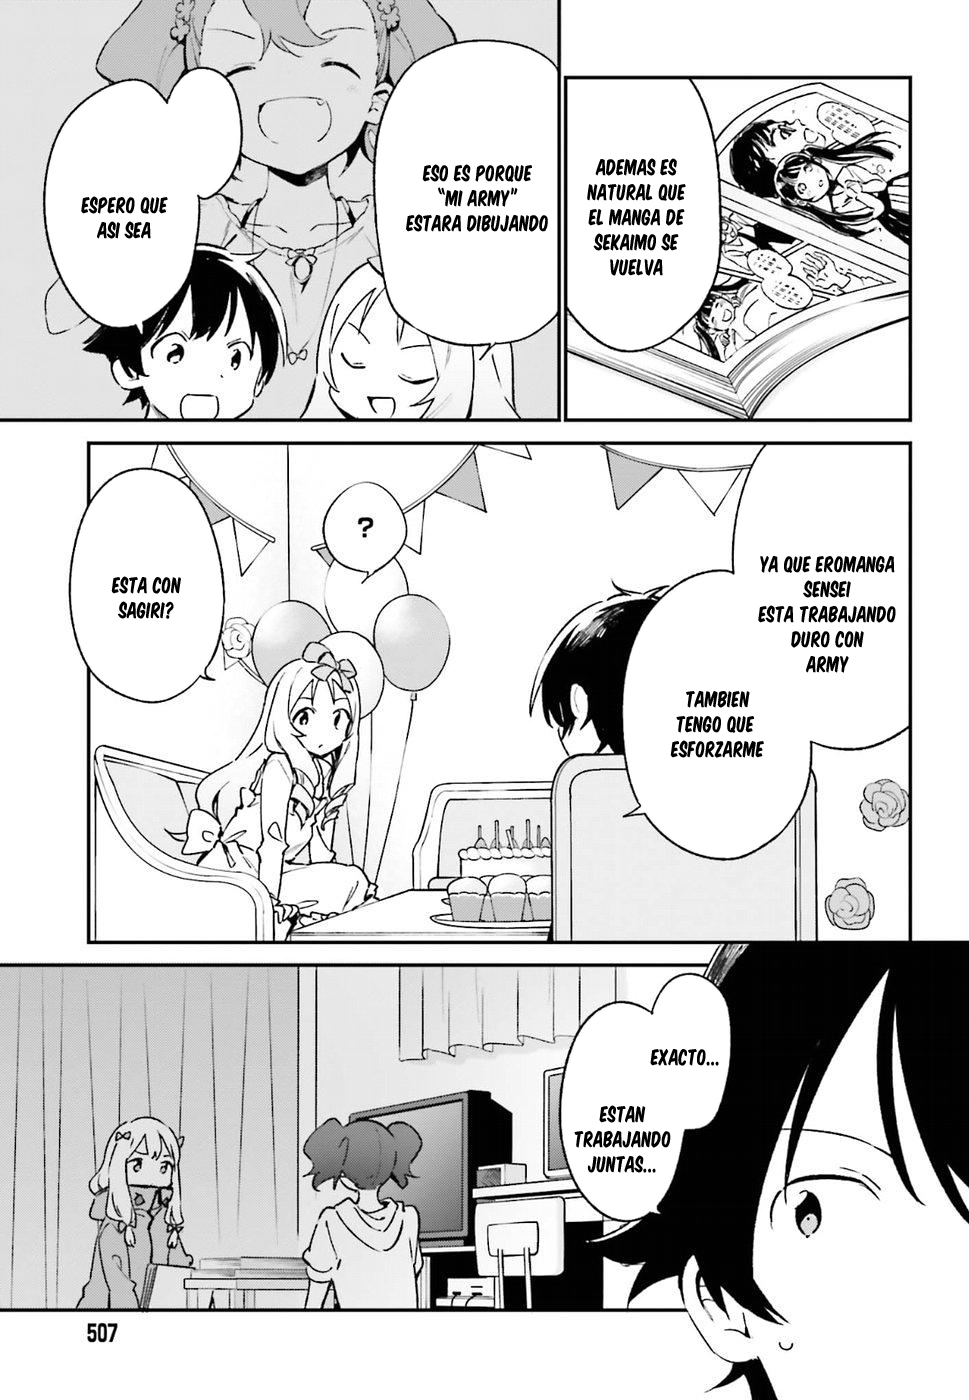 ADEMAS ES
NATURAL QUE
EL MANGA DE
SEKAIMO SE
VUELVA
ESO ES PORQUE
"MI ARMY"
ESTARA DIBUJANDO
ESPERO QUE
ASI SEA
YA QUE EROMANGA
SENSEI
ESTA TRABAJANDO
DURO CON
ARMY
TAMBIEN
TENGO QUE
ESFORZARME
?
ESTA CON
SAGIRI?
EXACTO...
ESTAN
TRABAJANDO
JUNTAS...
507